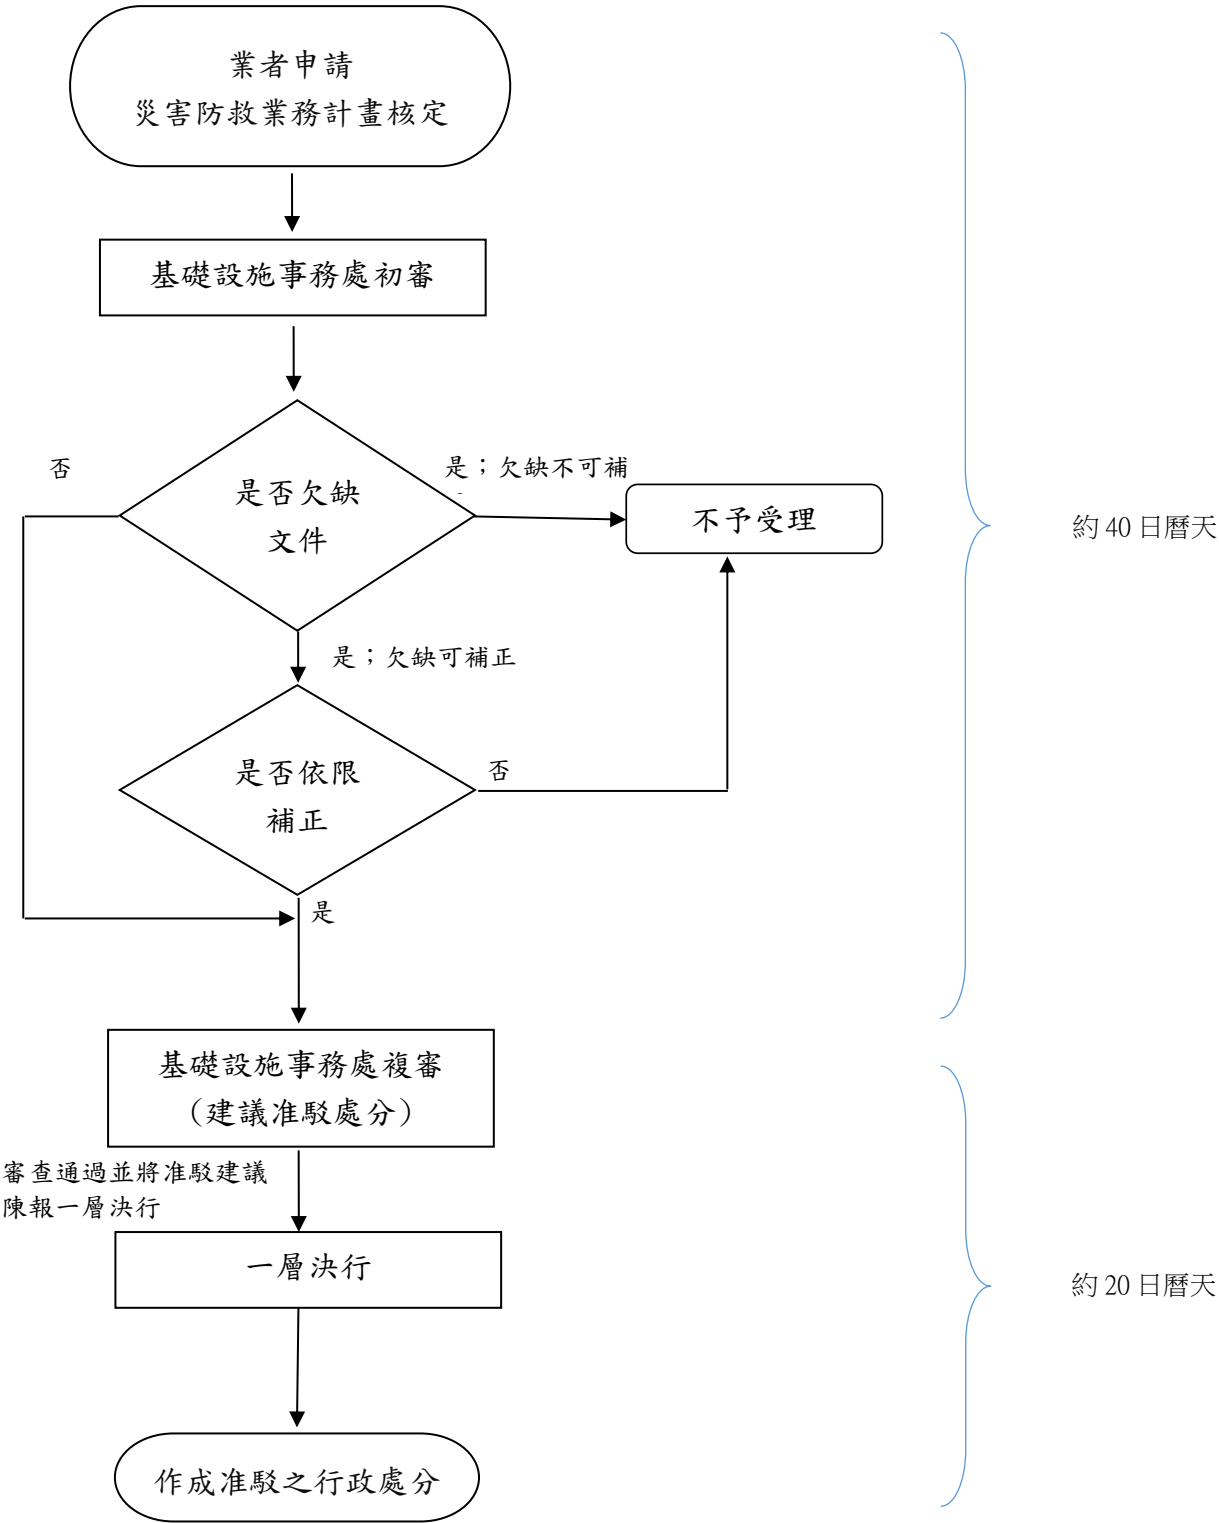 業者申請
災害防救業務計畫核定
基礎設施事務處初審
否
是；欠缺不可補
是否欠缺
文件
不予受理
約 40 日曆天
是；欠缺可補正
是否依限
補正
否
是
基礎設施事務處複審
（建議准駁處分）
審查通過並將准駁建議
陳報一層決行
一層決行
約 20 日曆天
作成准駁之行政處分